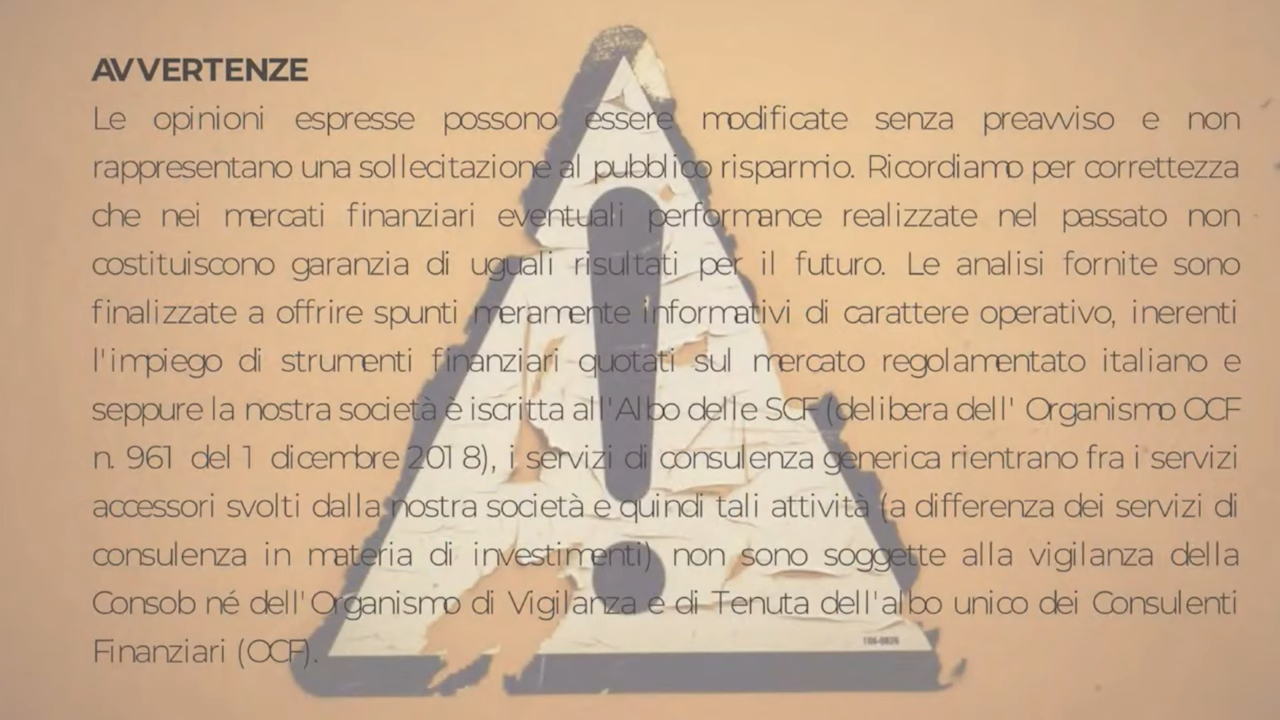 AVVERTENZE
Le opinioni espresse possono essere modificate senza preavviso e non
rappresentano una sollecitazione al pubblico risparmio. Ricordiamo per correttezza
che nei mercati finanziari eventuali performance realizzate nel passato non
costituiscono garanzia di uguali risultati per il futuro. Le analisi fornite sono
finalizzate a offrire spunti meramente informativi di carattere operativo, inerenti
l'impiego di strumenti finanziari quotati sul mercato regolamentato italiano e
seppure la nostra società è iscritta all'Albo delle SCF (delibera dell' Organismo OCF
n. 961 del 1 dicembre 2018), i servizi di consulenza generica rientrano fra i servizi
accessori svolti dalla nostra società e quindi tali attività (a differenza dei servizi di
consulenza in materia di investimenti) non sono soggette alla vigilanza della
Consob né dell'Organismo di Vigilanza e di Tenuta dell'albo unico dei Consulenti
Finanziari (OCF).